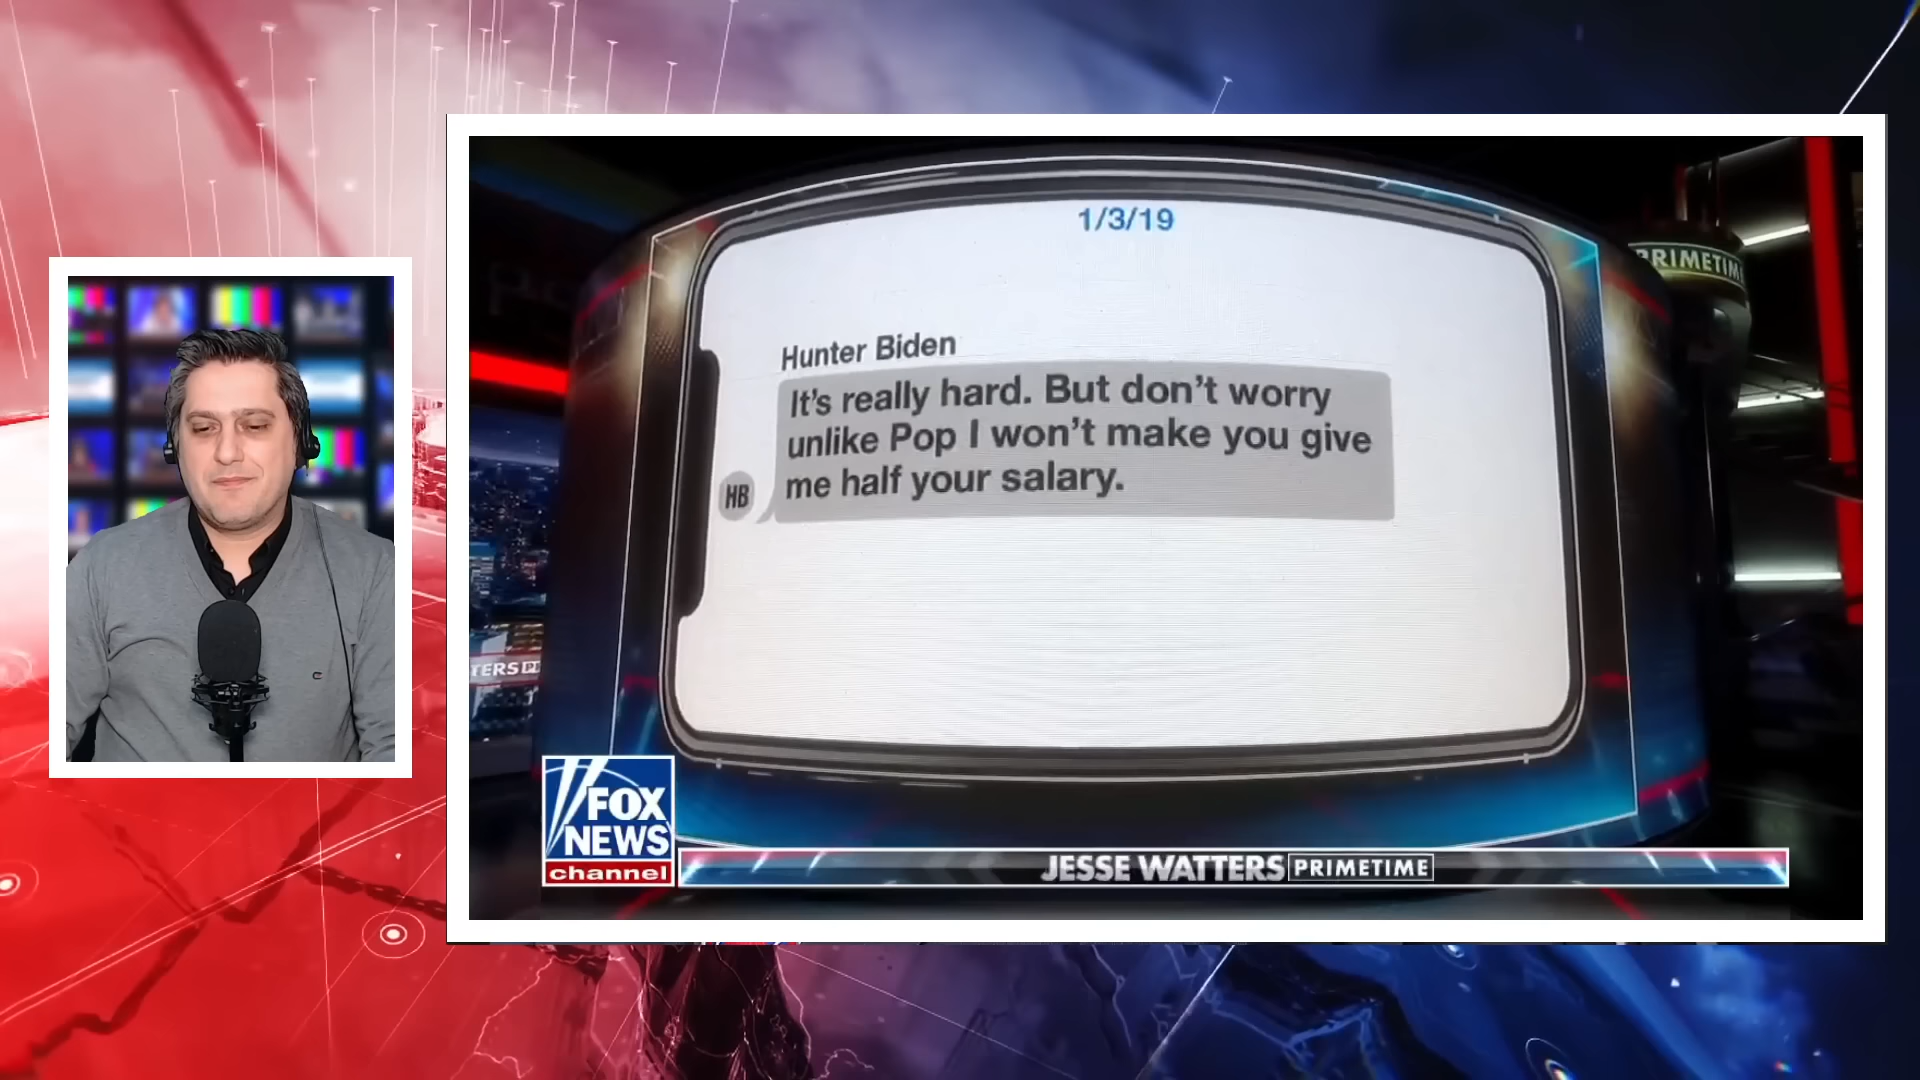 1/3/19
Hunter Biden
It's really hard. But don't worry
unlike Pop I won't make you give
me half your salary.
HB
PRIMETIM
TERS
FOX
NEWS
channel
JESSE WATTERS PRIMETIME